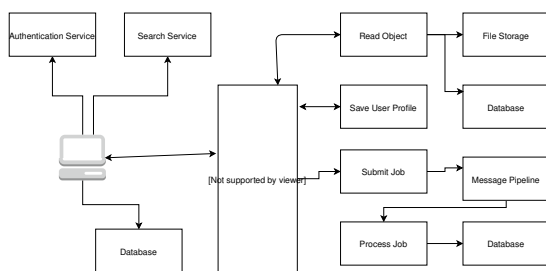 Authentication Service
Search Service
Read Object
File Storage
Save User Profile
Database
[Not supported by viewer]
Submit Job
Message Pipeline
Database
Process Job
Database